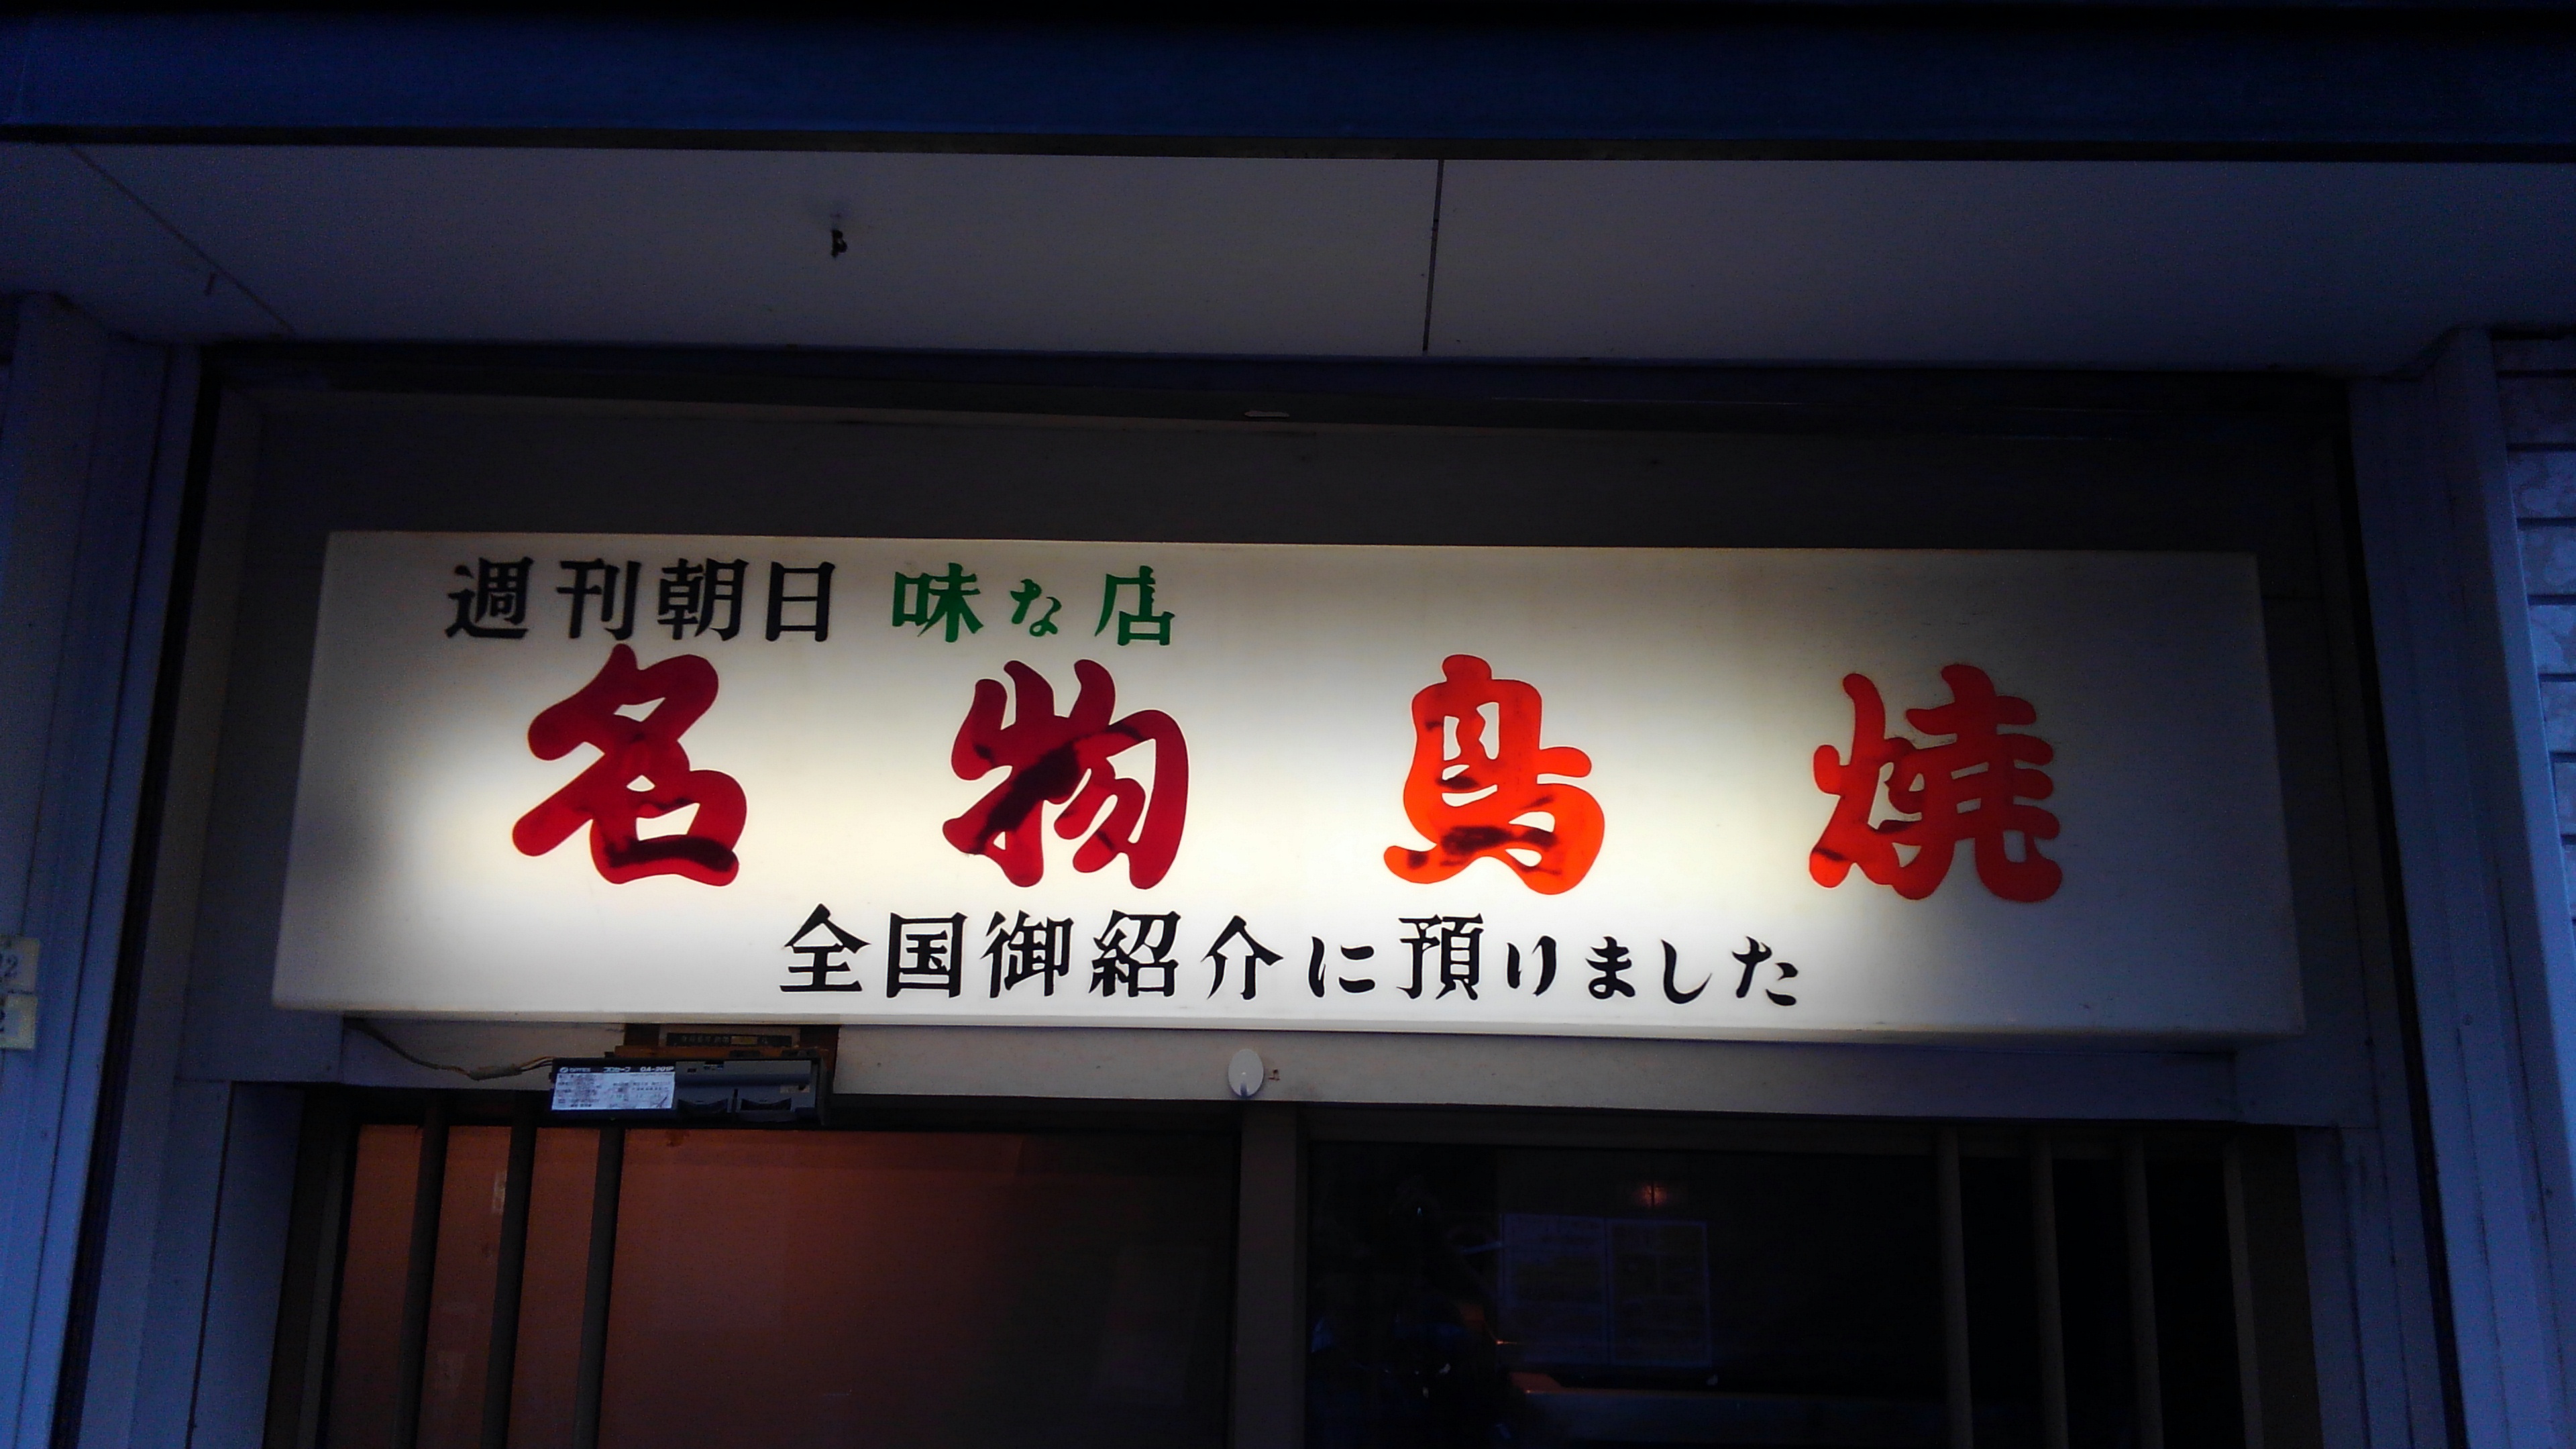 週刊朝日 味な店
名物鳥焼
全国御紹介に預けました